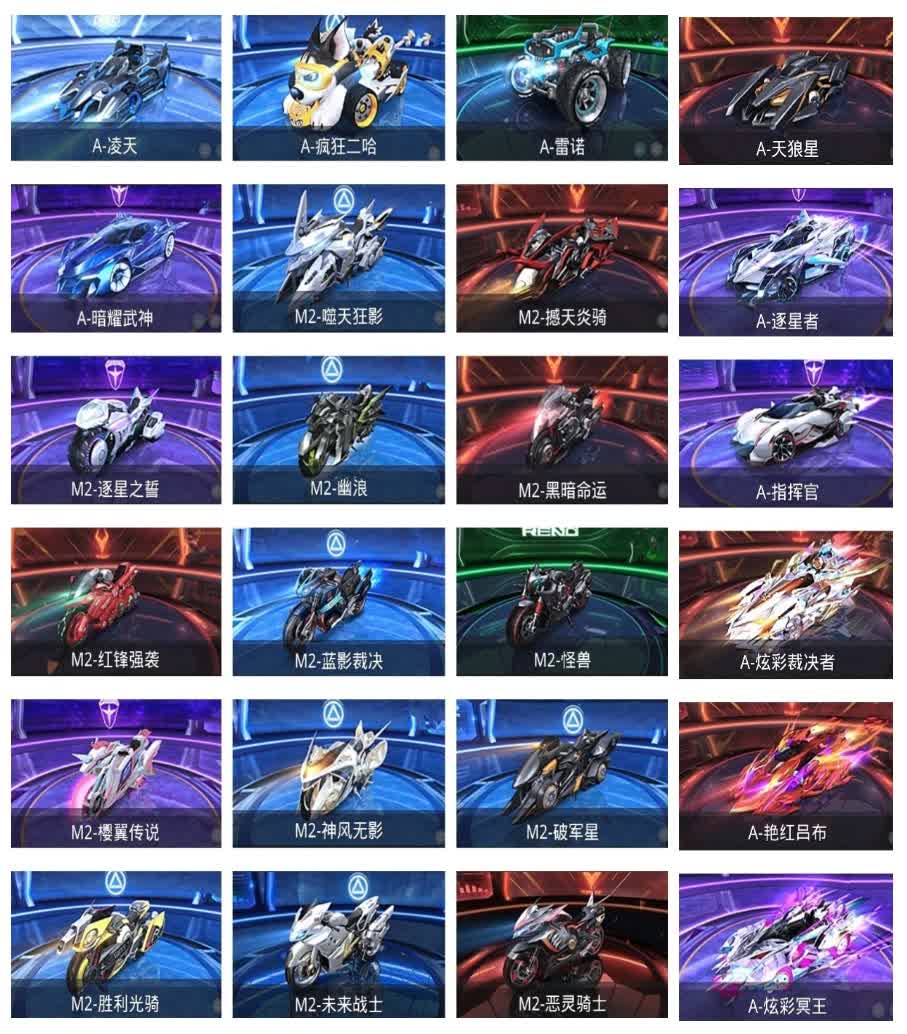 A-凌天
A-疯狂二哈
A-雷诺
A-天狼星
A-暗耀武神
M2-噬天狂影
M2-撼天炎骑
A-逐星者
M2-逐星之誓
M2-幽浪
M2-黑暗命运
A-指挥官
RENO
M2-红锋强袭
M2-蓝影裁决
M2-怪兽
A-炫彩裁决者
M2-樱翼传说
M2-神风无影
M2-破军星
A-艳红吕布
M2-胜利光骑
M2-未来战士
M2-恶灵骑士
A-炫彩冥王